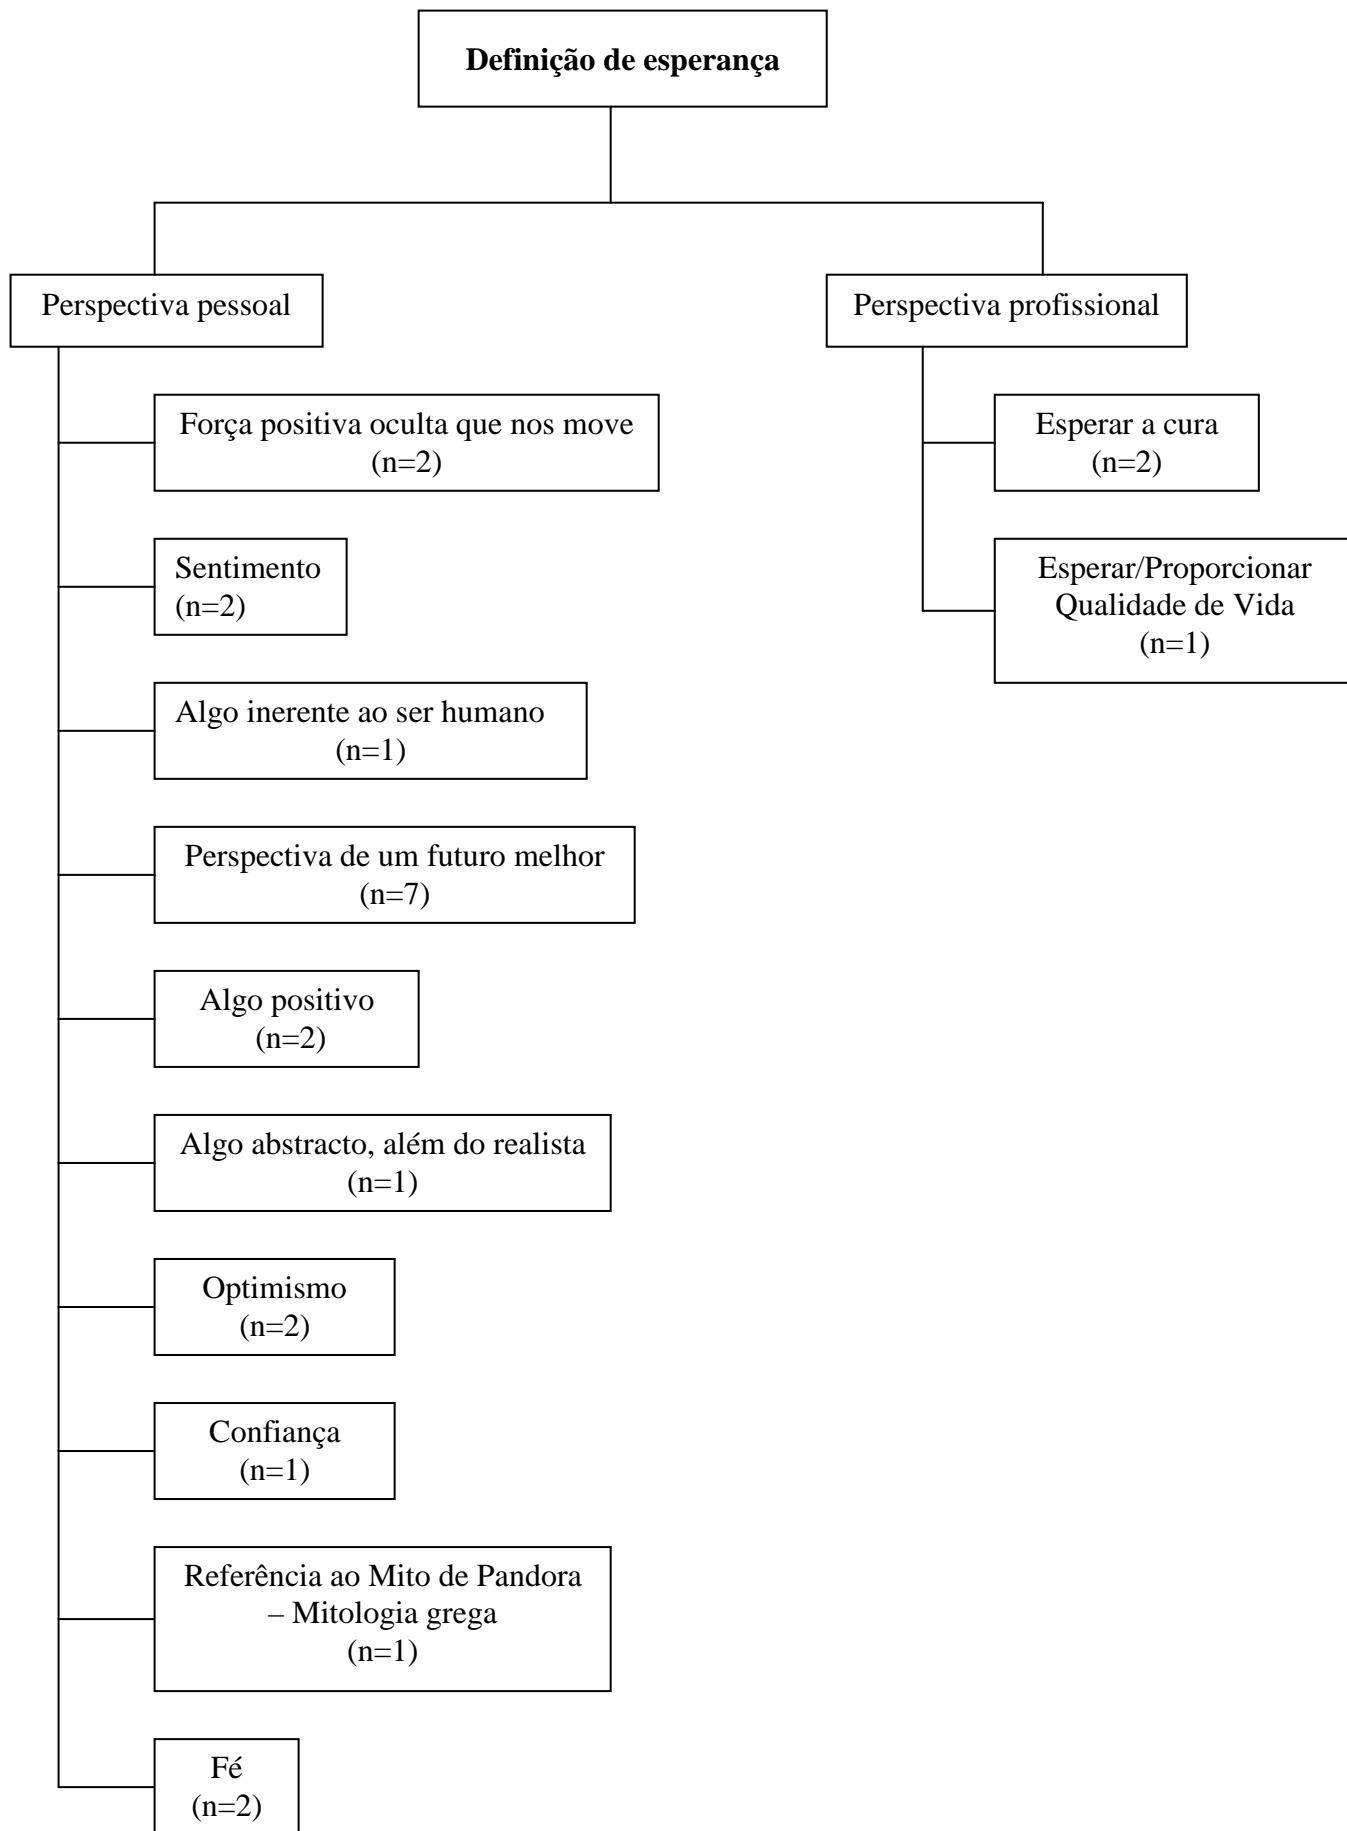 Definição de esperança
Perspectiva pessoal
Força positiva oculta que nos move
(n=2)
Sentimento
(n=2)
Algo inerente ao ser humano
(n=1)
Perspectiva de um futuro melhor
(n=7)
Algo positivo
(n=2)
Algo abstracto, além do realista
(n=1)
Optimismo
(n=2)
Confiança
(n=1)
Referência ao Mito de Pandora
– Mitologia grega
(n=1)
Fé
(n=2)
Perspectiva profissional
Esperar a cura
(n=2)
Esperar/Proporcionar
Qualidade de Vida
(n=1)